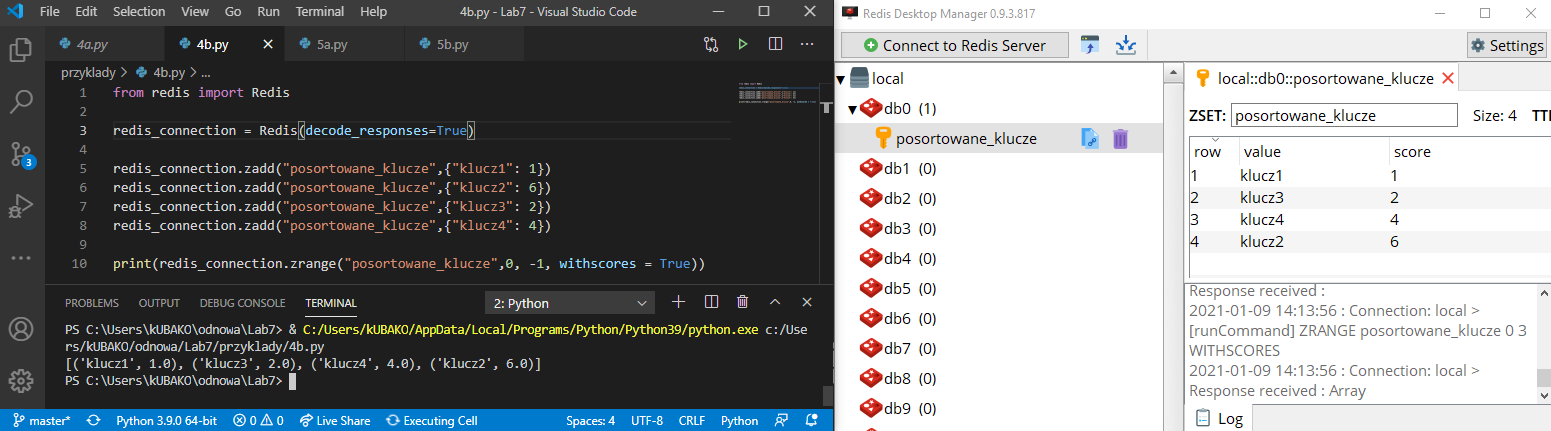 File Edit Selection View Go Run Terminal Help 4b.py - Lab7 - Visual Studio Code
4a.py 4b.py 5a.py 5b.py
przyklady > 4b.py > ...
1 from redis import Redis
2
3 redis_connection = Redis(decode_responses=True)
4
5 redis_connection.zadd("posortowane_klucze",{"klucz1": 1})
6 redis_connection.zadd("posortowane_klucze",{"klucz2": 6})
7 redis_connection.zadd("posortowane_klucze",{"klucz3": 2})
8 redis_connection.zadd("posortowane_klucze",{"klucz4": 4})
9
10 print(redis_connection.zrange("posortowane_klucze",0, -1, withscores = True))
3
PROBLEMS OUTPUT DEBUG CONSOLE TERMINAL 2: Python
PS C:\Users\kUBAKO\odnowa\Lab7> & C:/Users/kUBAKO/AppData/Local/Programs/Python/Python39/python.exe c:/Use
rs/kUBAKO/odnowa/Lab7/przyklady/4b.py
[('klucz1', 1.0), ('klucz3', 2.0), ('klucz4', 4.0), ('klucz2', 6.0)]
PS C:\Users\kUBAKO\odnowa\Lab7>
master* Python 3.9.0 64-bit 0 0 Live Share Executing Cell Spaces: 4 UTF-8 CRLF Python
Redis Desktop Manager 0.9.3.817
Connect to Redis Server Settings
local
db0 (1)
posortowane_klucze
db1 (0)
db2 (0)
db3 (0)
db4 (0)
db5 (0)
db6 (0)
db7 (0)
db8 (0)
db9 (0)
local::db0::posortowane_klucze
ZSET: posortowane_klucze Size: 4 TTL
row value score
1 klucz1 1
2 klucz3 2
3 klucz4 4
4 klucz2 6
Response received :
2021-01-09 14:13:56 : Connection: local >
[runCommand] ZRANGE posortowane_klucze 0 3
WITHSCORES
2021-01-09 14:13:56 : Connection: local >
Response received : Array
Log